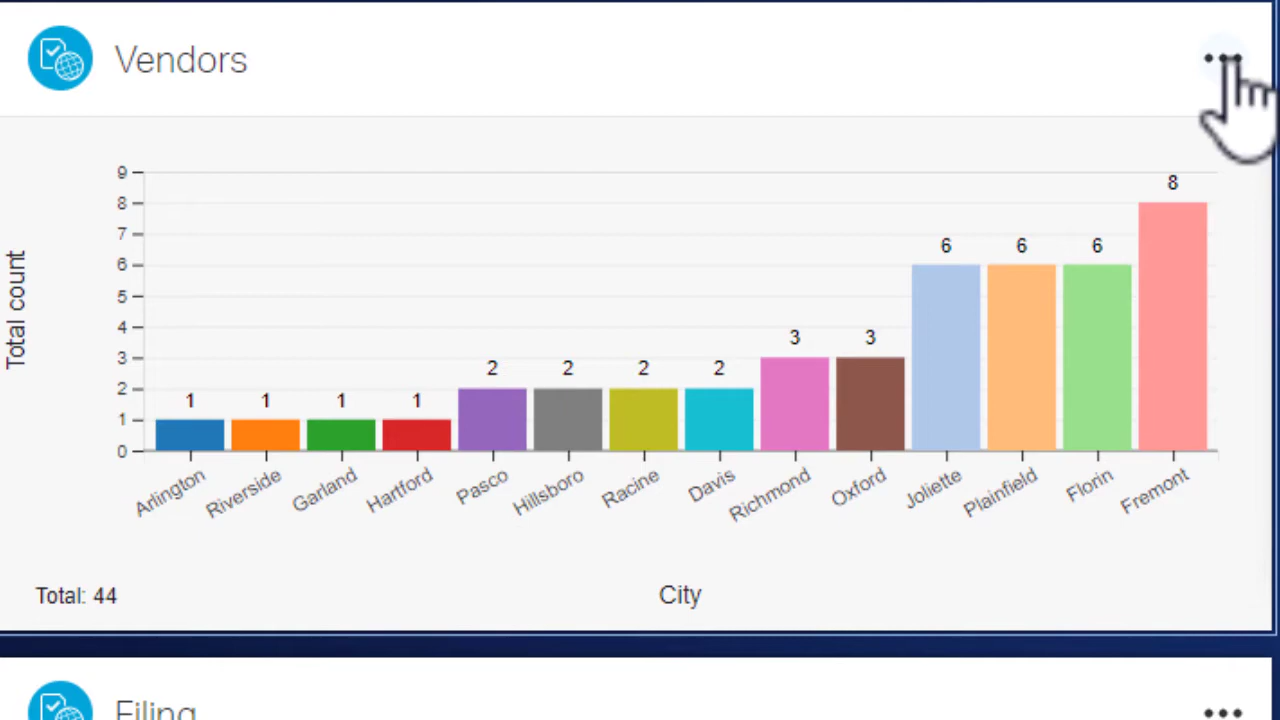 Vendors
9
8
7
6
5
4
3
2
1
0
Total count
1
1
1
1
2
2
2
2
3
3
6
6
6
8
Arlington
Riverside
Garland
Hartford
Pasco
Hillsboro
Racine
Davis
Richmond
Oxford
Joliette
Plainfield
Florin
Fremont
Total: 44
City
Filing